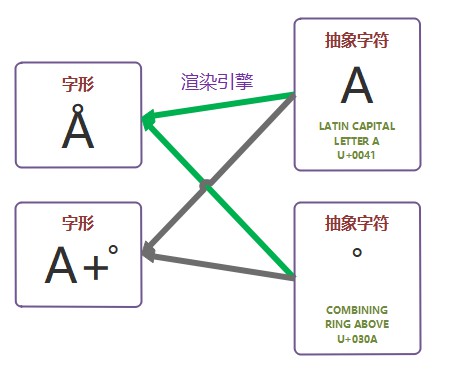 字形
Å
渲染引擎
抽象字符
A
LATIN CAPITAL
LETTER A
U+0041
字形
A+°
抽象字符
°
COMBINING
RING ABOVE
U+030A